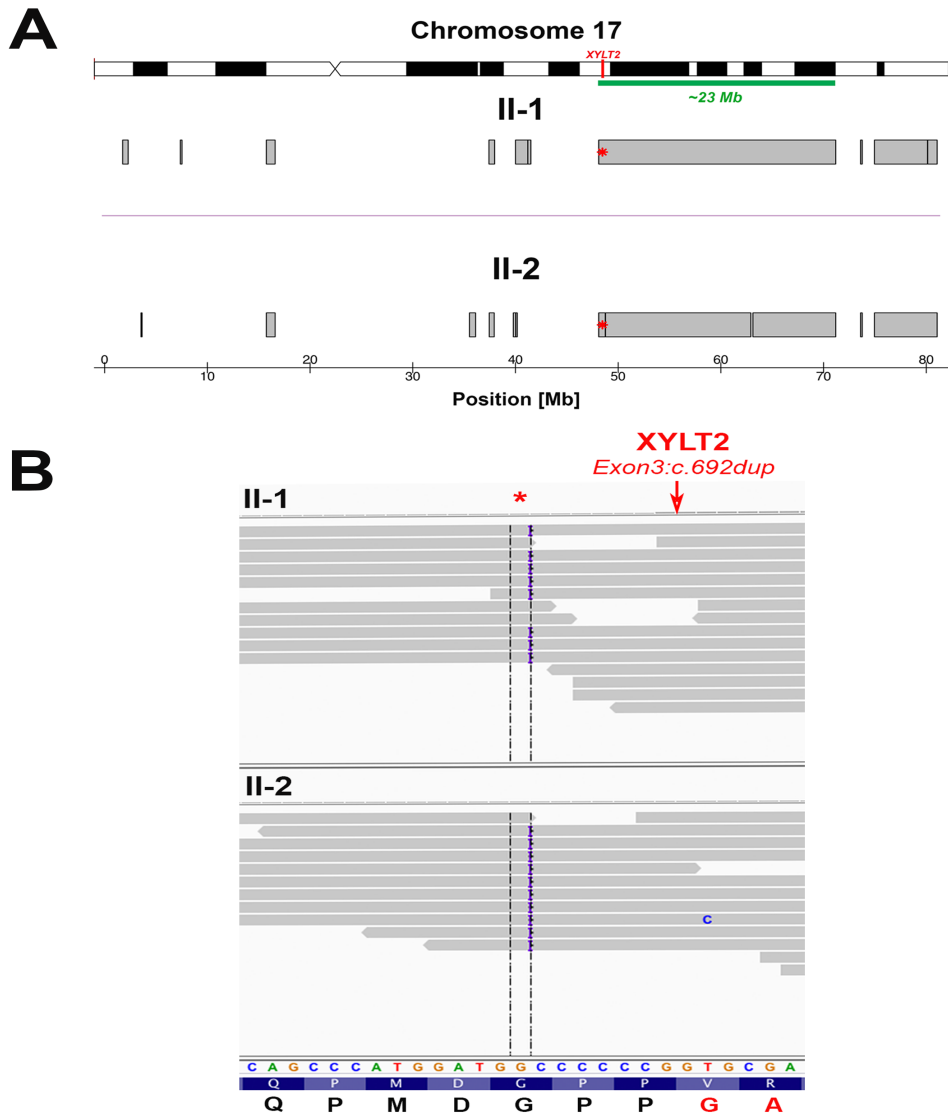 A
Chromosome 17
XYLT2
~23 Mb
II-1
*
II-2
*
0 10 20 30 40 50 60 70 80
Position [Mb]
B
XYLT2
Exon3:c.692dup
II-1
*
II-2
C
C A G C C C A T G G A T G G C C C C C C G G T G C G A
Q P M D G P P V R
Q P M D G P P G A